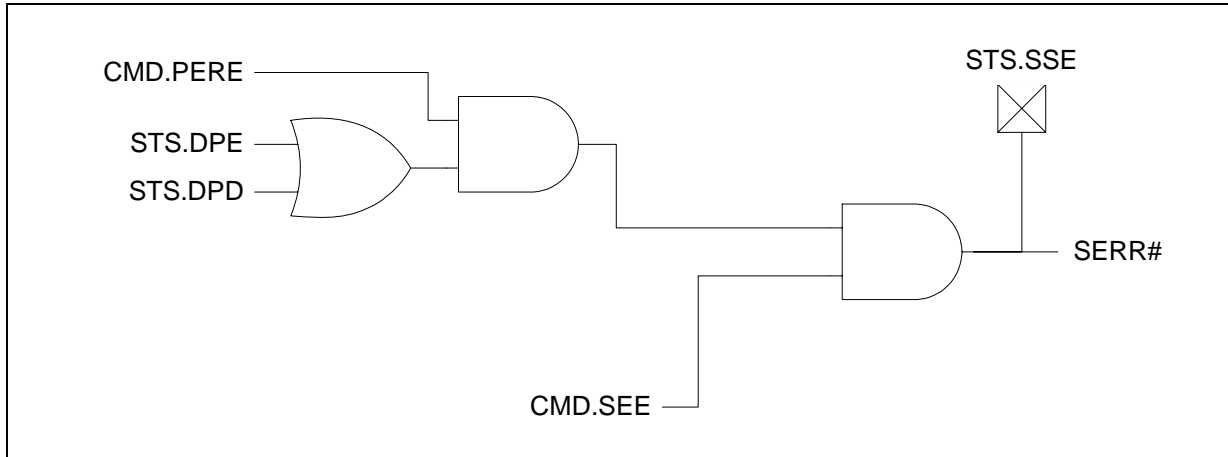 STS.SSE
CMD.PERE
STS.DPE
STS.DPD
SERR#
CMD.SEE